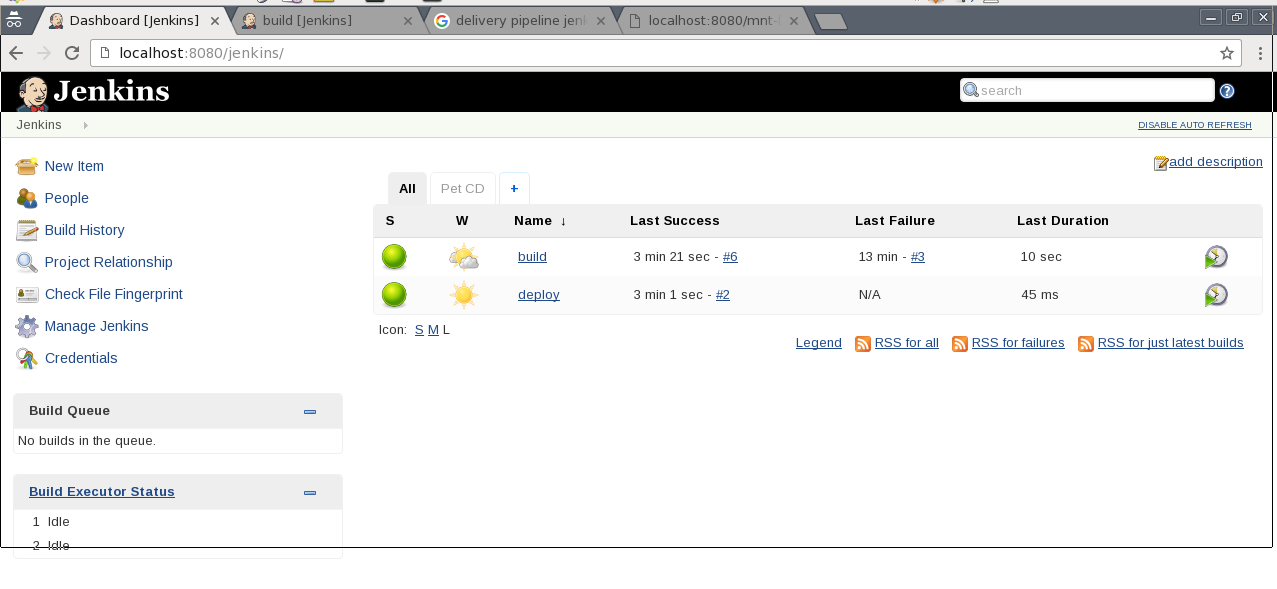 Dashboard [Jenkins] build [Jenkins] delivery pipeline jenk localhost:8080/mnt-
localhost:8080/jenkins/
Jenkins search
Jenkins DISABLE AUTO REFRESH
add description
New Item
People
Build History
Project Relationship
Check File Fingerprint
Manage Jenkins
Credentials
All Pet CD +
S W Name ↓ Last Success Last Failure Last Duration
build 3 min 21 sec - #6 13 min - #3 10 sec
deploy 3 min 1 sec - #2 N/A 45 ms
Icon: S M L
Legend RSS for all RSS for failures RSS for just latest builds
Build Queue
No builds in the queue.
Build Executor Status
1 Idle
2 Idle